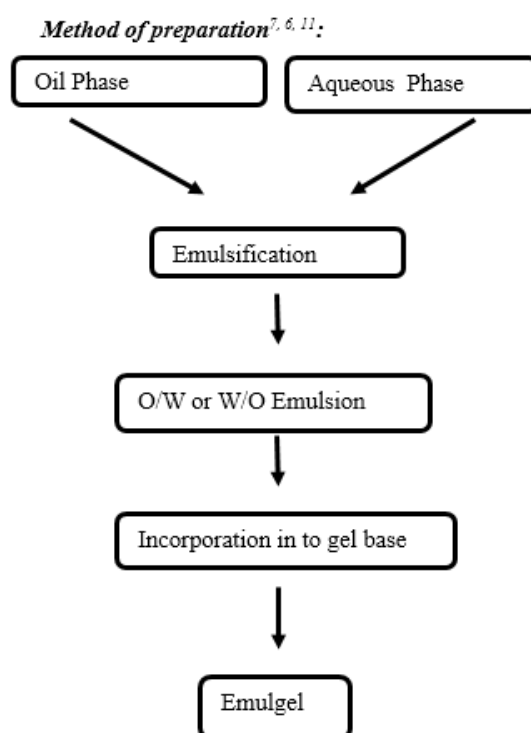 Method of preparation7, 6, 11:
Oil Phase
Aqueous Phase
Emulsification
O/W or W/O Emulsion
Incorporation in to gel base
Emulgel